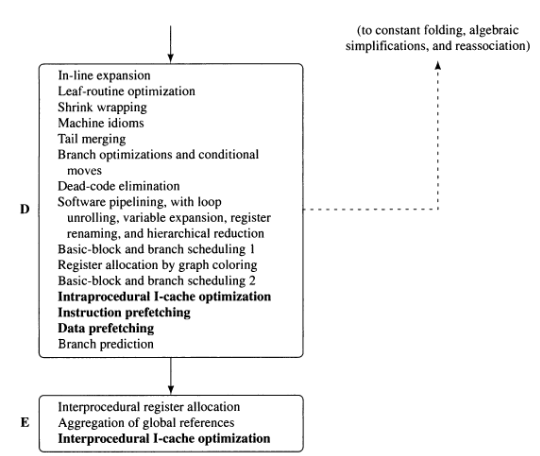 (to constant folding, algebraic
simplifications, and reassociation)
In-line expansion
Leaf-routine optimization
Shrink wrapping
Machine idioms
Tail merging
Branch optimizations and conditional
moves
Dead-code elimination
D
Software pipelining, with loop
unrolling, variable expansion, register
renaming, and hierarchical reduction
Basic-block and branch scheduling 1
Register allocation by graph coloring
Basic-block and branch scheduling 2
Intraprocedural I-cache optimization
Instruction prefetching
Data prefetching
Branch prediction
E
Interprocedural register allocation
Aggregation of global references
Interprocedural I-cache optimization